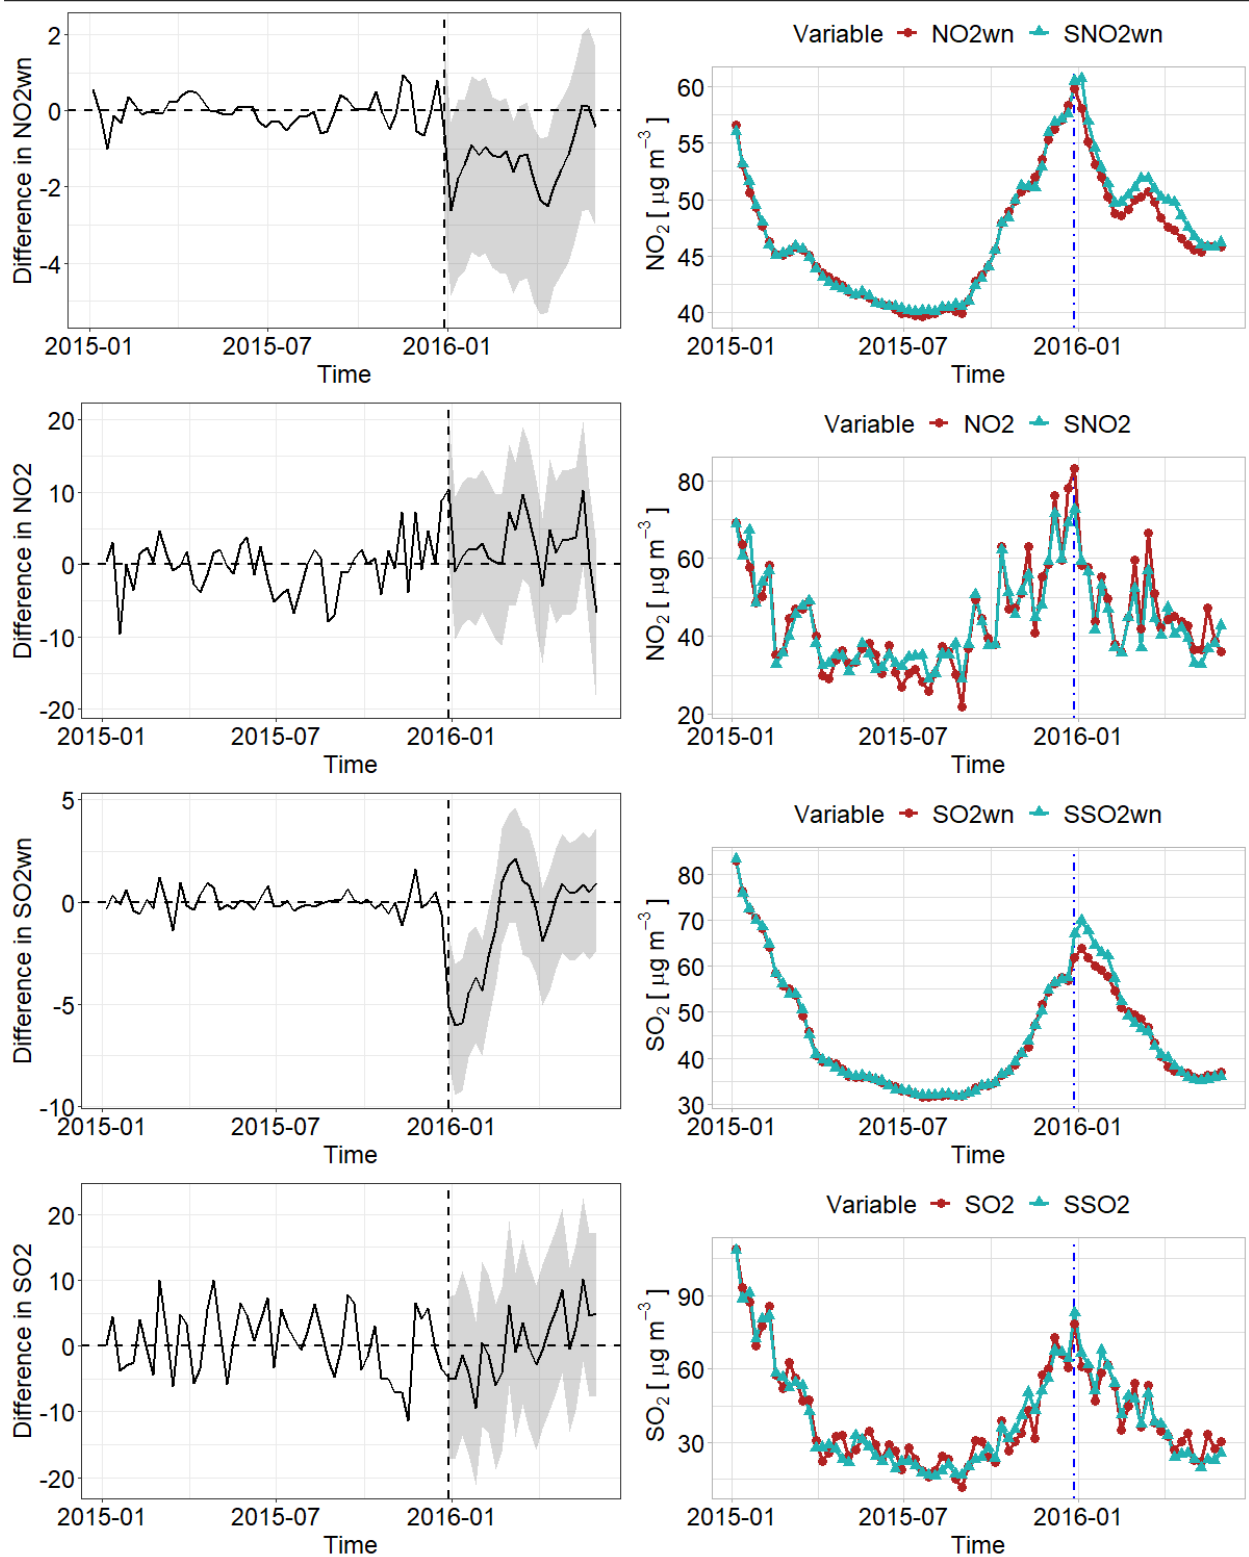 Difference in NO2wn
2
0
-2
-4
2015-01 2015-07 2016-01
Time
Variable NO2wn SNO2wn
NO₂ [ μg m⁻³ ]
60
55
50
45
40
2015-01 2015-07 2016-01
Time
Difference in NO2
20
10
0
-10
-20
2015-01 2015-07 2016-01
Time
Variable NO2 SNO2
NO₂ [ μg m⁻³ ]
80
60
40
20
2015-01 2015-07 2016-01
Time
Difference in SO2wn
5
0
-5
-10
2015-01 2015-07 2016-01
Time
Variable SO2wn SSO2wn
SO₂ [ μg m⁻³ ]
80
70
60
50
40
30
2015-01 2015-07 2016-01
Time
Difference in SO2
20
10
0
-10
-20
2015-01 2015-07 2016-01
Time
Variable SO2 SSO2
SO₂ [ μg m⁻³ ]
90
60
30
2015-01 2015-07 2016-01
Time